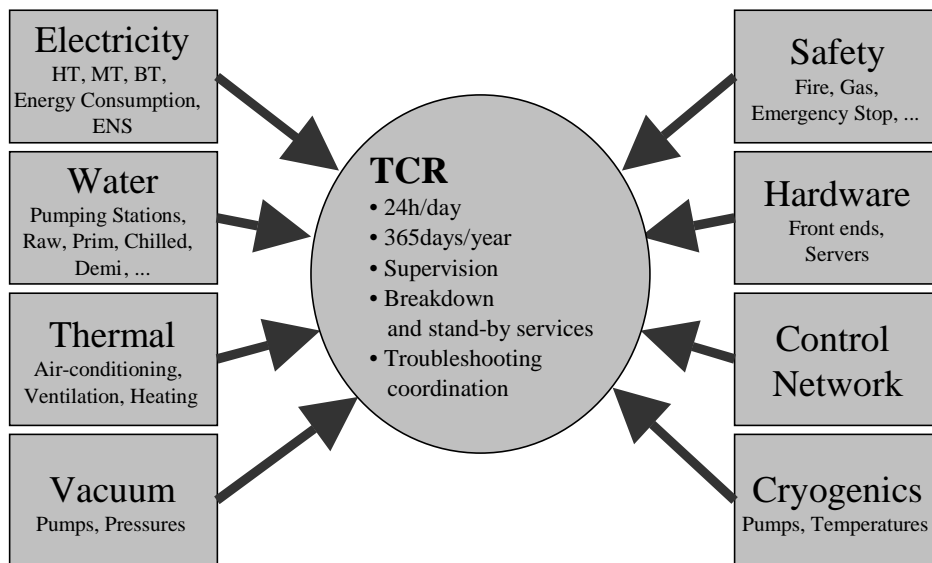 Electricity
HT, MT, BT,
Energy Consumption,
ENS
Water
Pumping Stations,
Raw, Prim, Chilled,
Demi, ...
Thermal
Air-conditioning,
Ventilation, Heating
Vacuum
Pumps, Pressures
TCR
• 24h/day
• 365days/year
• Supervision
• Breakdown
and stand-by services
• Troubleshooting
coordination
Safety
Fire, Gas,
Emergency Stop, ...
Hardware
Front ends,
Servers
Control
Network
Cryogenics
Pumps, Temperatures